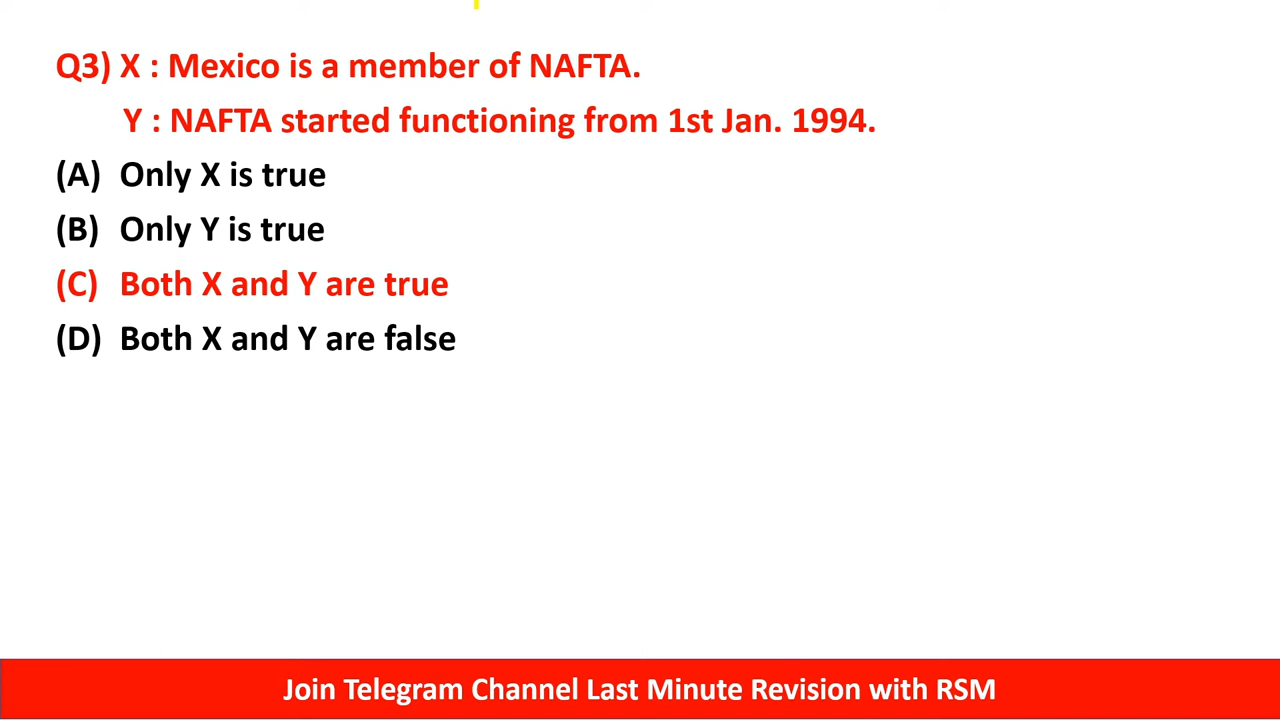 Q3) X : Mexico is a member of NAFTA.
Y : NAFTA started functioning from 1st Jan. 1994.
(A) Only X is true
(B) Only Y is true
(C) Both X and Y are true
(D) Both X and Y are false
Join Telegram Channel Last Minute Revision with RSM